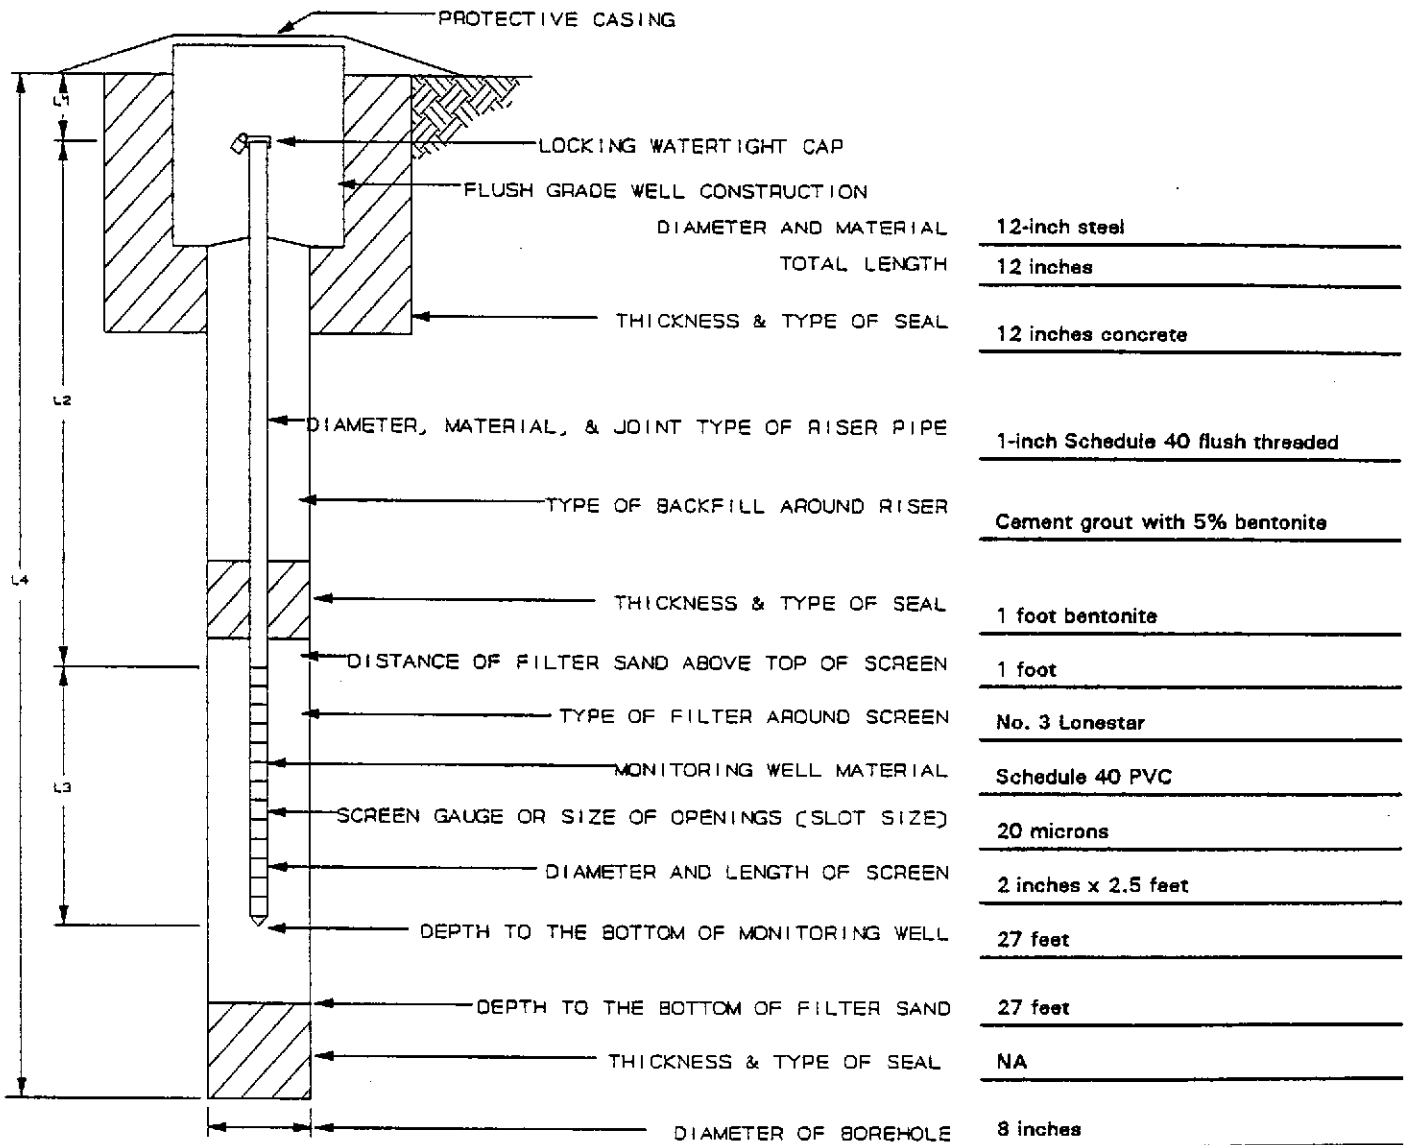 PROTECTIVE CASING
L1
LOCKING WATERTIGHT CAP
FLUSH GRADE WELL CONSTRUCTION
DIAMETER AND MATERIAL 12-inch steel
TOTAL LENGTH 12 inches
THICKNESS & TYPE OF SEAL 12 inches concrete
L2
DIAMETER, MATERIAL, & JOINT TYPE OF RISER PIPE 1-inch Schedule 40 flush threaded
TYPE OF BACKFILL AROUND RISER Cement grout with 5% bentonite
L4
THICKNESS & TYPE OF SEAL 1 foot bentonite
DISTANCE OF FILTER SAND ABOVE TOP OF SCREEN 1 foot
TYPE OF FILTER AROUND SCREEN No. 3 Lonestar
MONITORING WELL MATERIAL Schedule 40 PVC
L3
SCREEN GAUGE OR SIZE OF OPENINGS (SLOT SIZE) 20 microns
DIAMETER AND LENGTH OF SCREEN 2 inches x 2.5 feet
DEPTH TO THE BOTTOM OF MONITORING WELL 27 feet
DEPTH TO THE BOTTOM OF FILTER SAND 27 feet
THICKNESS & TYPE OF SEAL NA
DIAMETER OF BOREHOLE 8 inches